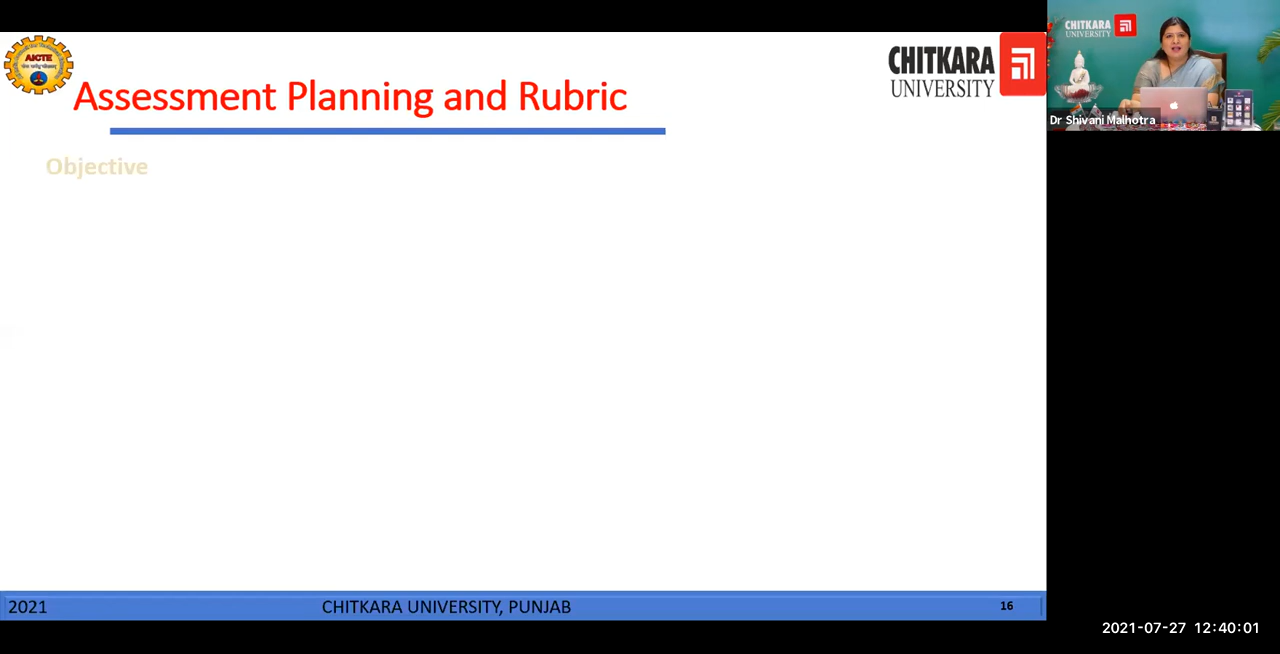 AICTE
Assessment Planning and Rubric
CHITKARA
UNIVERSITY
Objective
2021
CHITKARA UNIVERSITY, PUNJAB
16
CHITKARA
UNIVERSITY
Dr Shivani Malhotra
2021-07-27 12:40:01